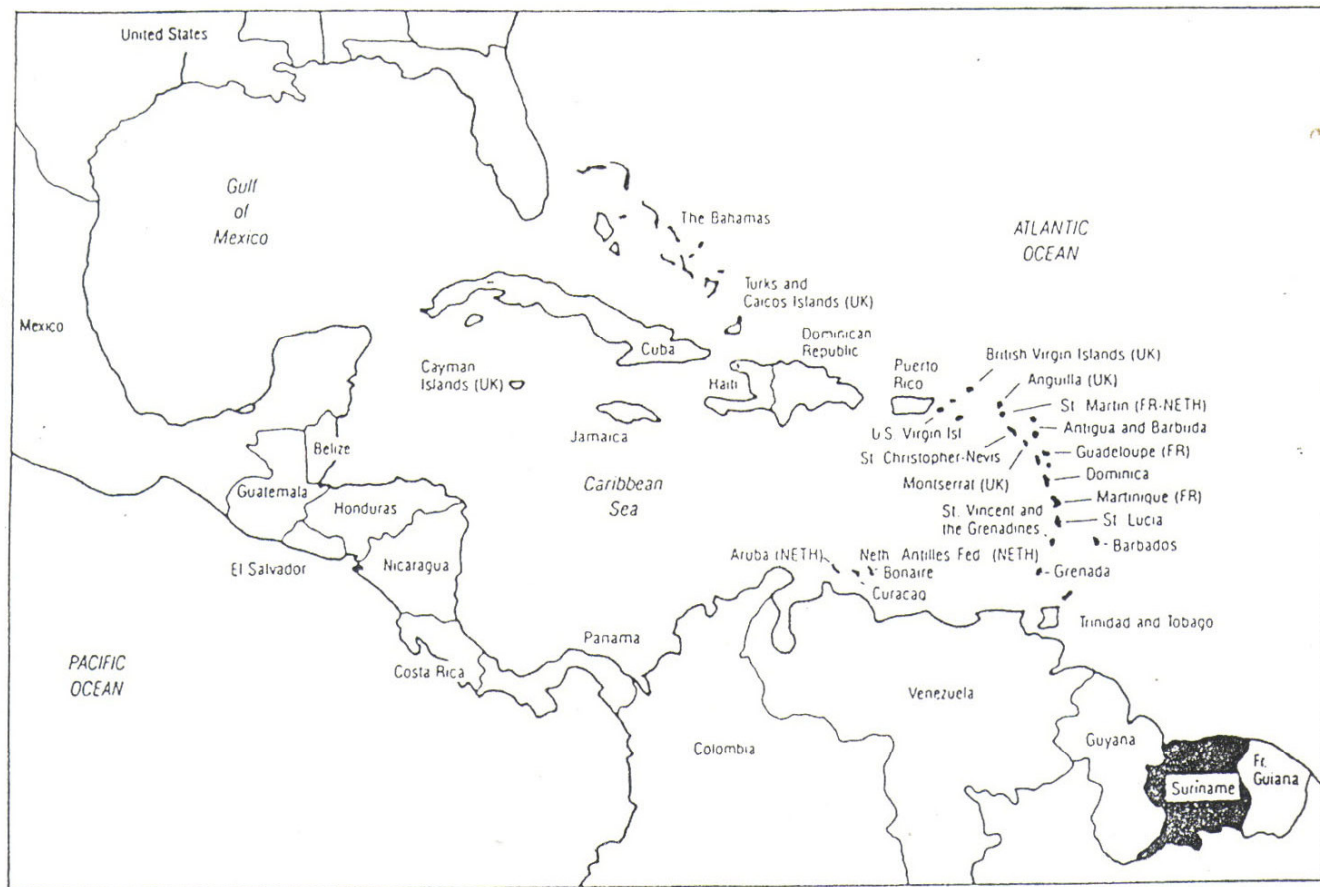 United States
Gulf
of
Mexico
The Bahamas
ATLANTIC
OCEAN
Turks and
Caicos Islands (UK)
Mexico
Cuba
Dominican
Republic
Cayman
Islands (UK)
Haiti
Puerto
Rico
British Virgin Islands (UK)
Anguilla (UK)
St. Martin (FR-NETH)
Jamaica
U.S. Virgin Isl
Antigua and Barbuda
Belize
St. Christopher-Nevis
Guadeloupe (FR)
Montserrat (UK)
Dominica
Guatemala
Caribbean
Sea
Martinique (FR)
Honduras
St. Vincent and
the Grenadines
St. Lucia
Barbados
El Salvador
Nicaragua
Aruba (NETH)
Neth Antilles Fed (NETH)
Bonaire
Curacao
Grenada
Trinidad and Tobago
Panama
PACIFIC
OCEAN
Costa Rica
Venezuela
Colombia
Guyana
Suriname
Fr.
Guiana